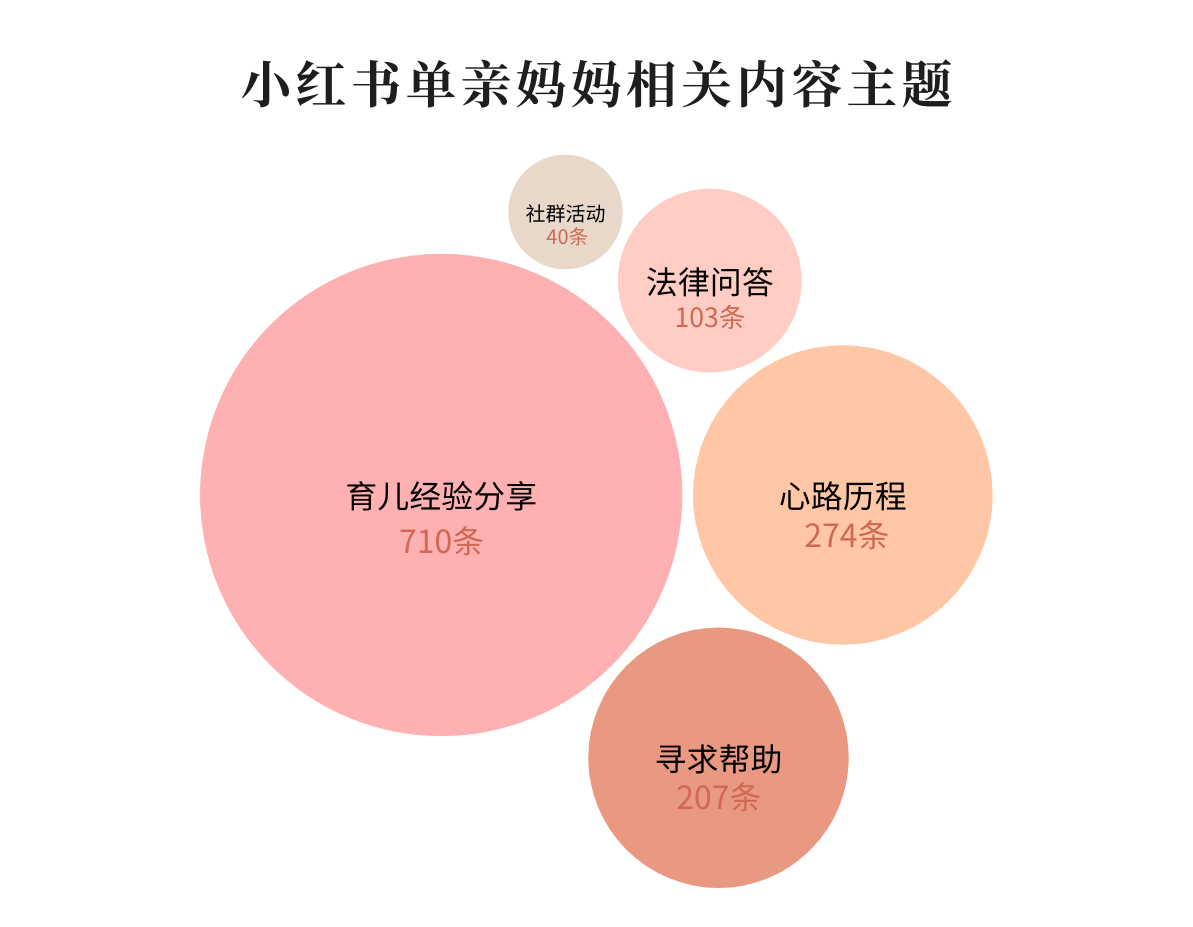 小红书单亲妈妈相关内容主题
社群活动
40条
法律问答
103条
育儿经验分享
710条
心路历程
274条
寻求帮助
207条